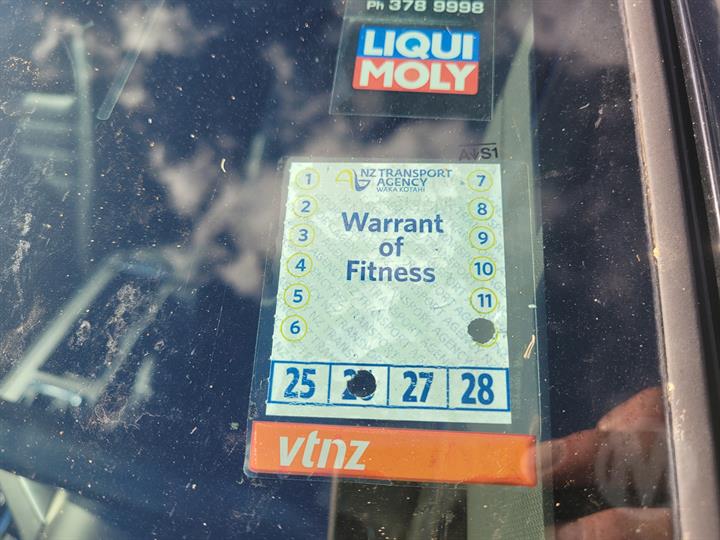 Ph 378 9998
LIQUI
MOLY
AS1
NZ TRANSPORT
AGENCY
WAKA KOTAHI
1 7
2 8
3 9
4 10
5 11
6
Warrant
of
Fitness
25 27 28
vtnz